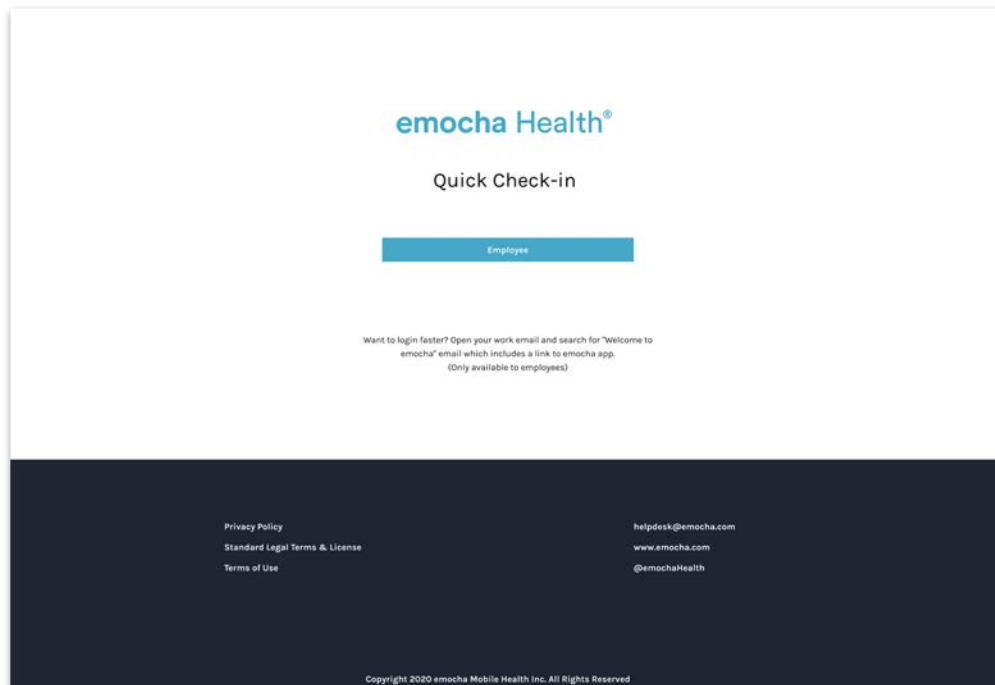 emocha Health®
Quick Check-in
Employee
Want to login faster? Open your work email and search for "Welcome to
emocha" email which includes a link to emocha app.
(Only available to employees)
Privacy Policy
Standard Legal Terms & License
Terms of Use
helpdesk@emocha.com
www.emocha.com
@emochaHealth
Copyright 2020 emocha Mobile Health Inc. All Rights Reserved